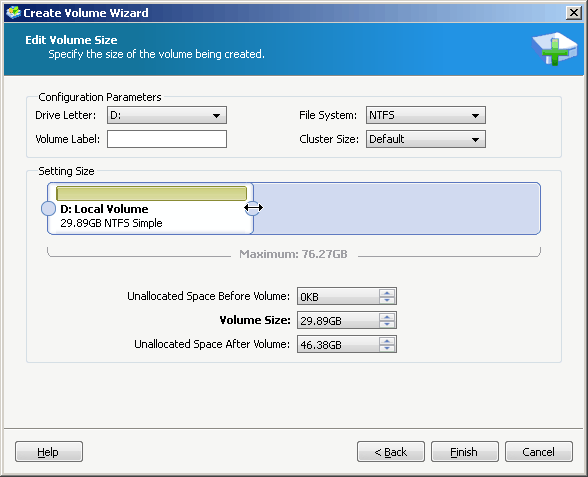 Create Volume Wizard
Edit Volume Size
Specify the size of the volume being created.
Configuration Parameters
Drive Letter: D: File System: NTFS
Volume Label: Cluster Size: Default
Setting Size
D: Local Volume
29.89GB NTFS Simple
Maximum: 76.27GB
Unallocated Space Before Volume: 0KB
Volume Size: 29.89GB
Unallocated Space After Volume: 46.38GB
Help < Back Finish Cancel